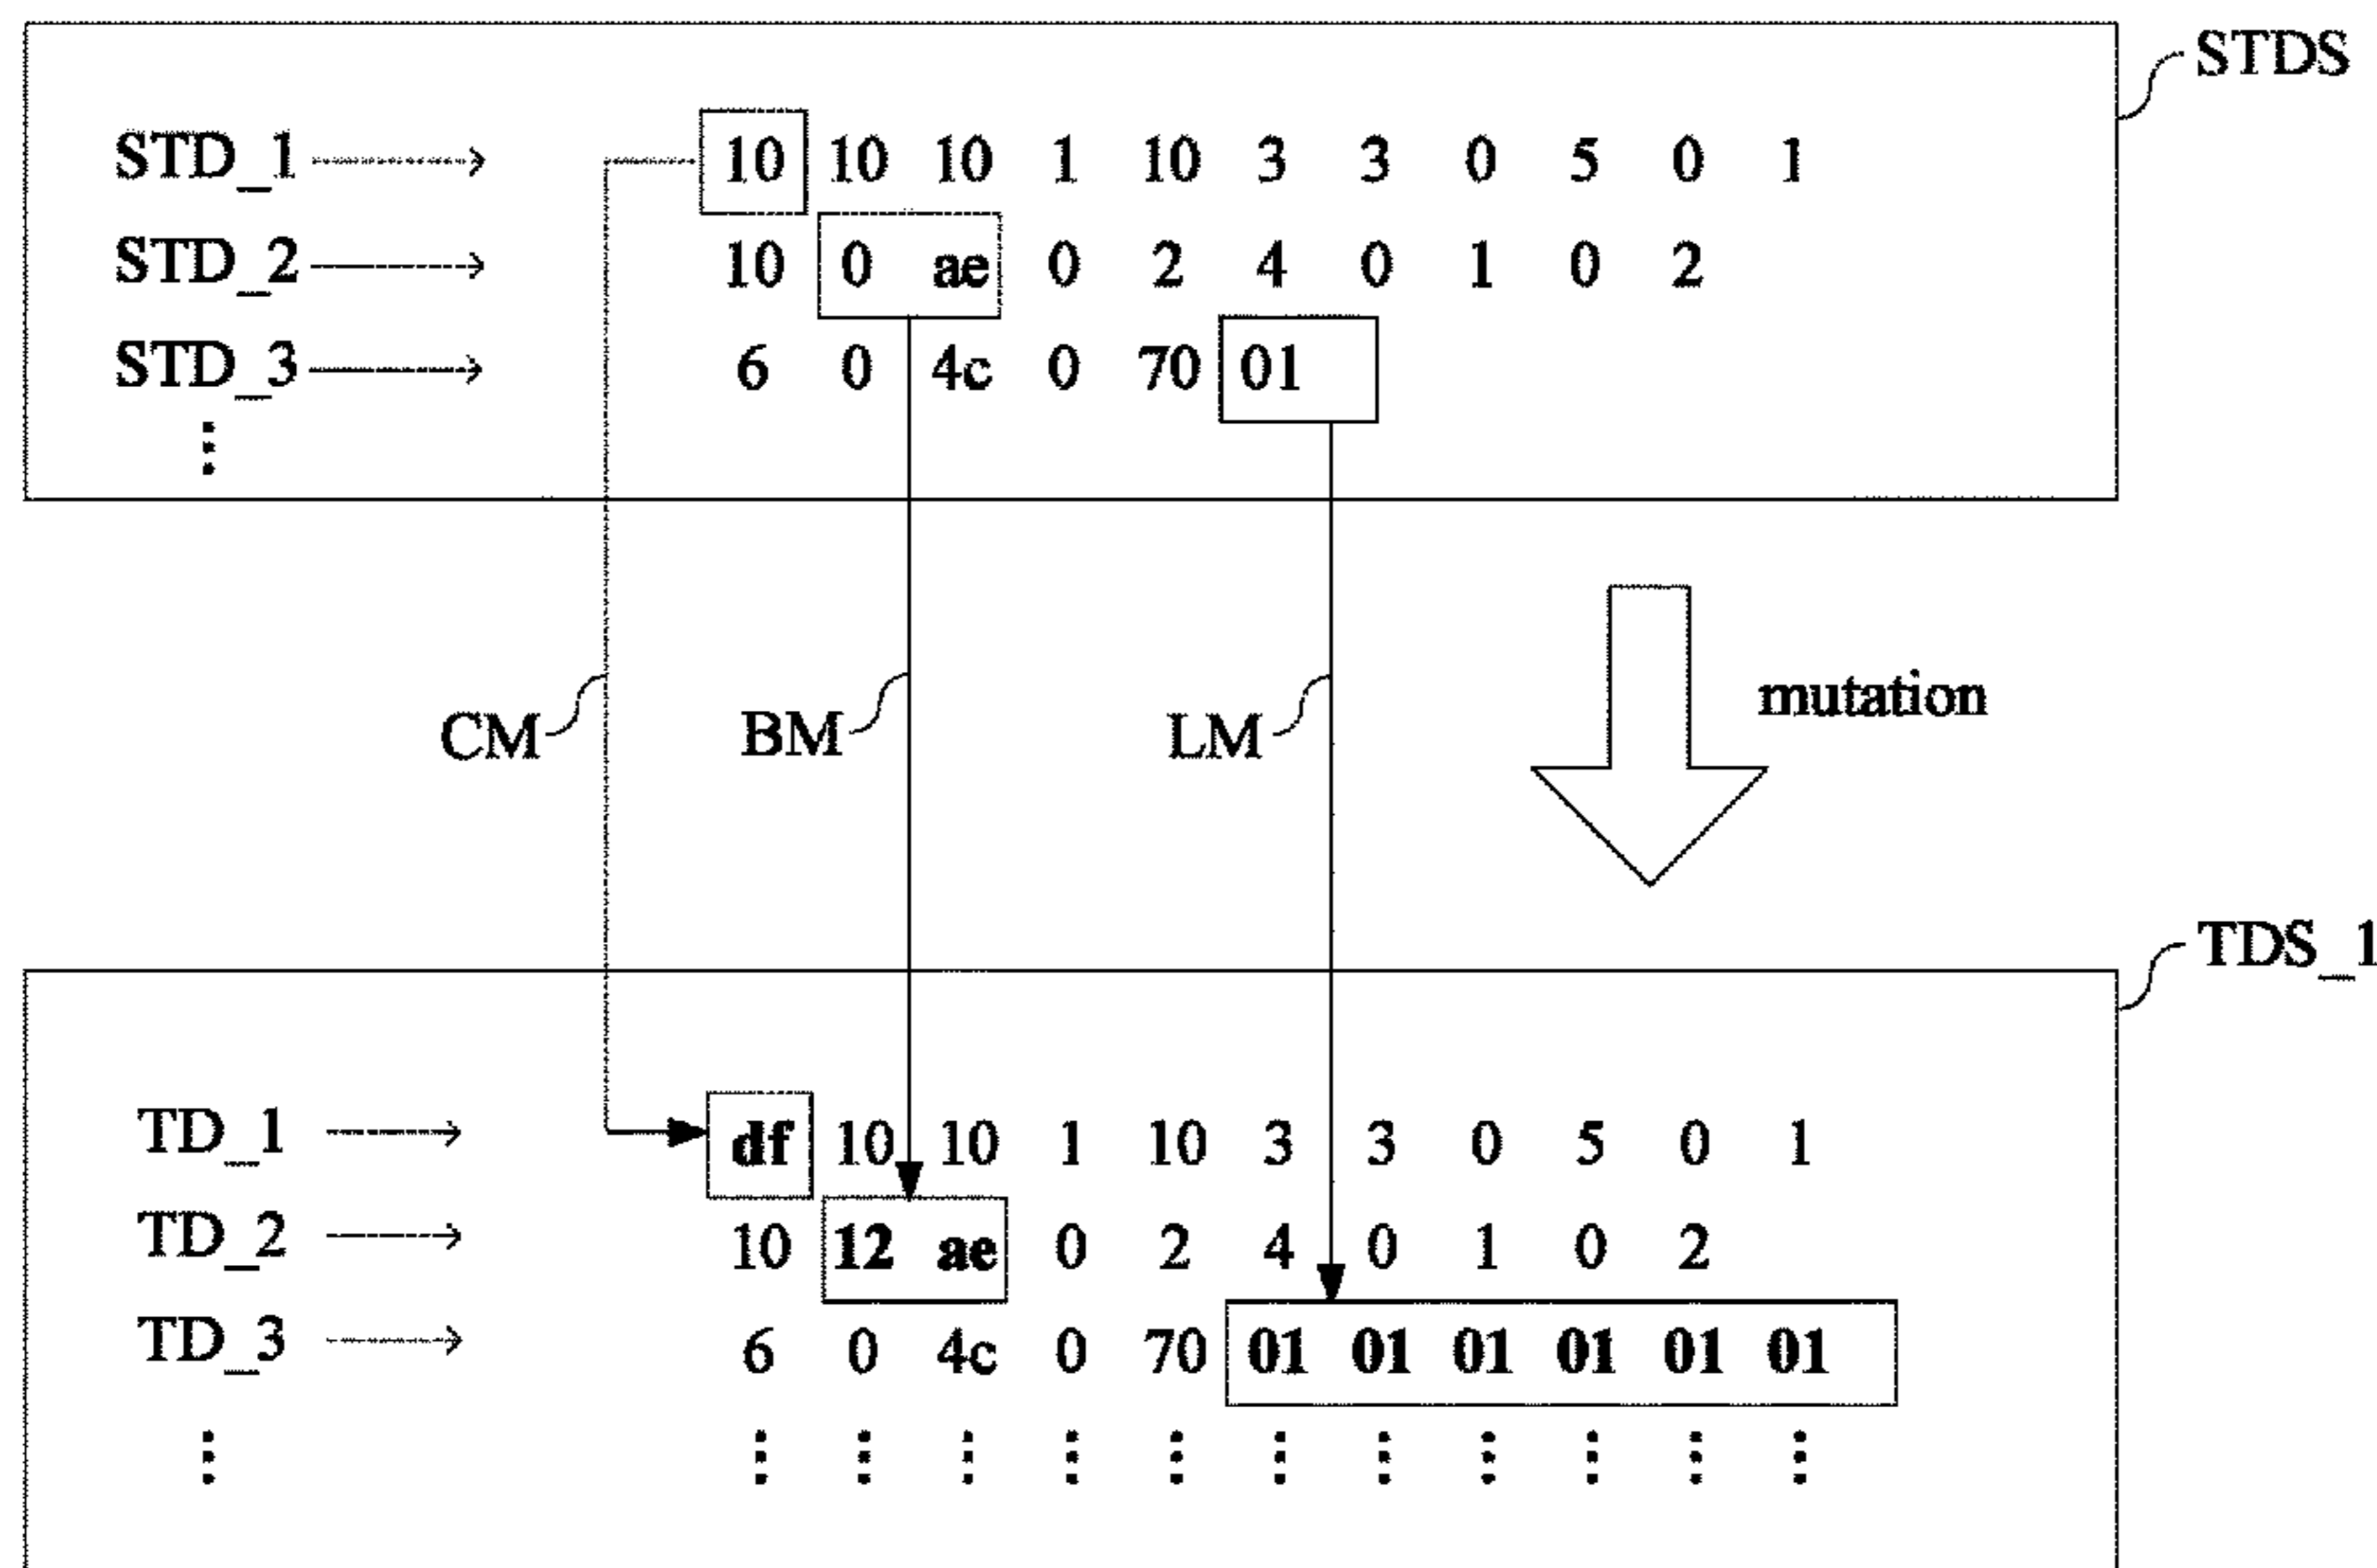 STDS
STD_1 10 10 10 1 10 3 3 0 5 0 1
STD_2 10 0 ae 0 2 4 0 1 0 2
STD_3 6 0 4c 0 70 01
CM BM LM mutation
TDS_1
TD_1 df 10 10 1 10 3 3 0 5 0 1
TD_2 10 12 ae 0 2 4 0 1 0 2
TD_3 6 0 4c 0 70 01 01 01 01 01 01